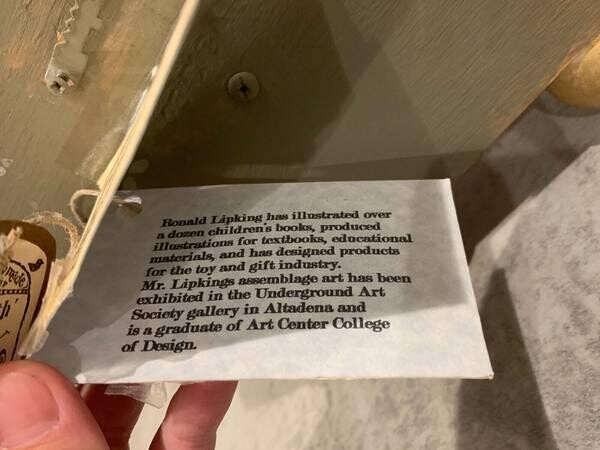 Ronald Lipking has illustrated over
a dozen children's books, produced
illustrations for textbooks, educational
materials, and has designed products
for the toy and gift industry.
Mr. Lipkings assemblage art has been
exhibited in the Underground Art
Society gallery in Altadena and
is a graduate of Art Center College
of Design.